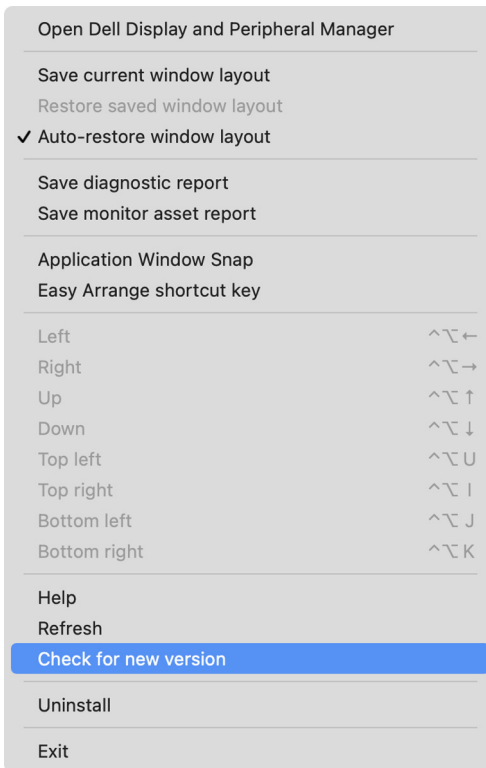 Open Dell Display and Peripheral Manager
Save current window layout
Restore saved window layout
✓ Auto-restore window layout
Save diagnostic report
Save monitor asset report
Application Window Snap
Easy Arrange shortcut key
Left ^⌥←
Right ^⌥→
Up ^⌥↑
Down ^⌥↓
Top left ^⌥U
Top right ^⌥I
Bottom left ^⌥J
Bottom right ^⌥K
Help
Refresh
Check for new version
Uninstall
Exit